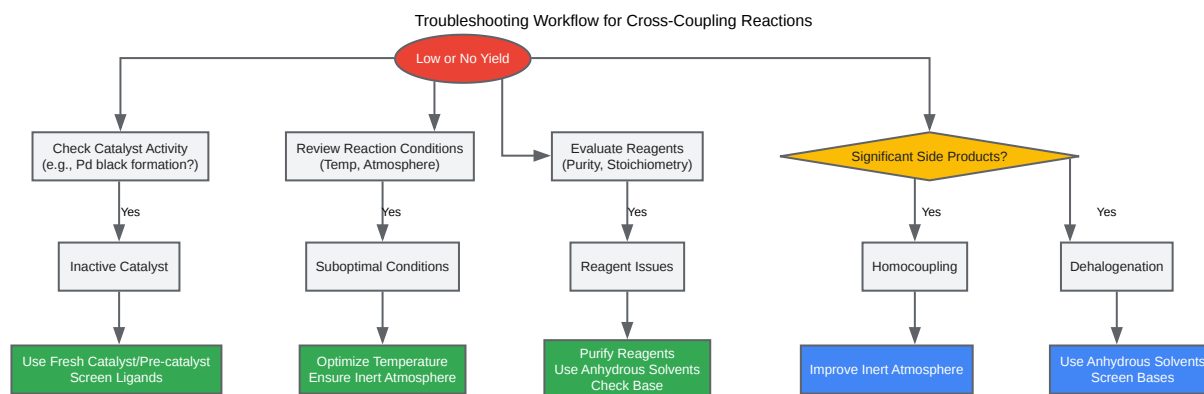 Troubleshooting Workflow for Cross-Coupling Reactions
Low or No Yield
Check Catalyst Activity
(e.g., Pd black formation?)
Review Reaction Conditions
(Temp, Atmosphere)
Evaluate Reagents
(Purity, Stoichiometry)
Significant Side Products?
Yes
Yes
Yes
Yes
Yes
Inactive Catalyst
Suboptimal Conditions
Reagent Issues
Homocoupling
Dehalogenation
Use Fresh Catalyst/Pre-catalyst
Screen Ligands
Optimize Temperature
Ensure Inert Atmosphere
Purify Reagents
Use Anhydrous Solvents
Check Base
Improve Inert Atmosphere
Use Anhydrous Solvents
Screen Bases